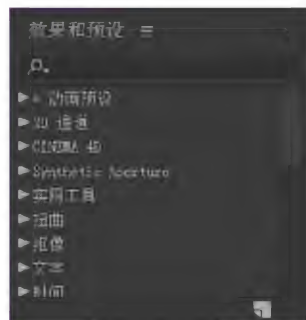 效果和预设
* 动画预设
3D 通道
CINEMA 4D
Synthetic Aperture
实用工具
扭曲
抠像
文本
时间